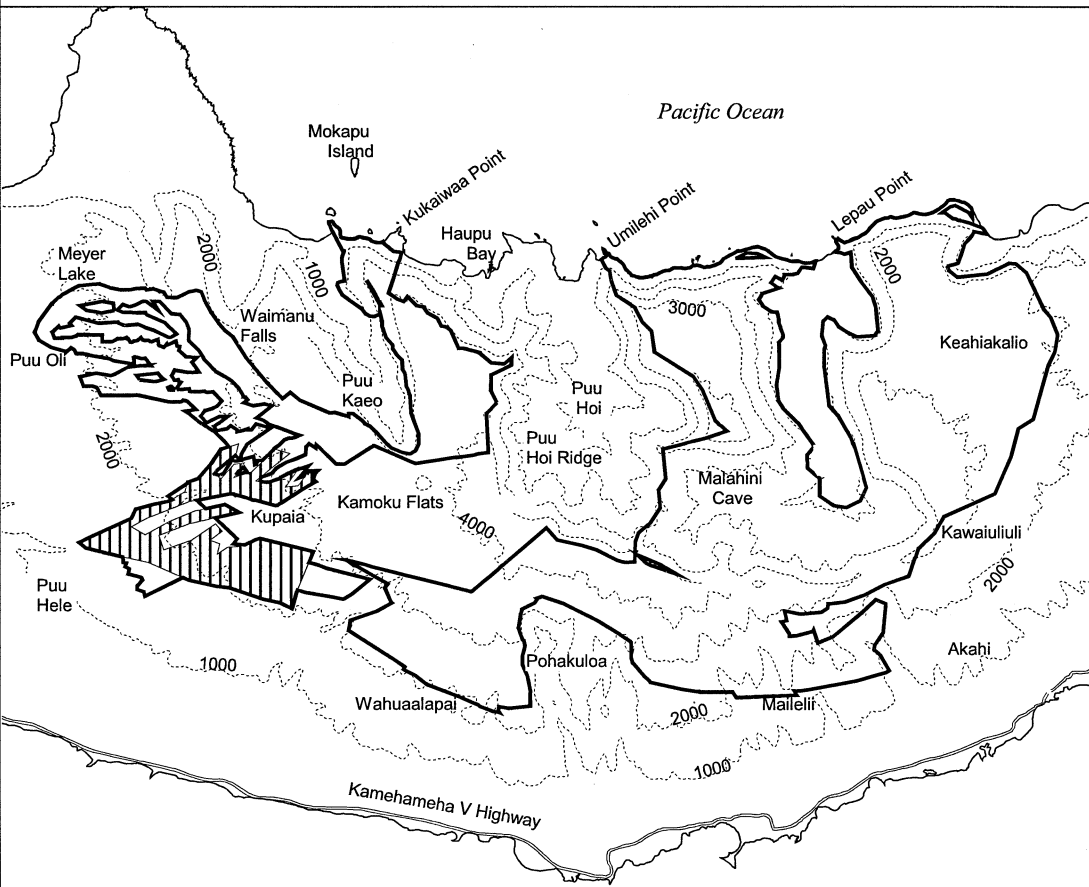 Pacific Ocean
Mokapu
Island
Kukaiwaa Point
Umilehi Point
Lepau Point
Haupu
Bay
Meyer
Lake
2000
1000
2000
3000
Waimanu
Falls
Keahiakalio
Puu Oli
Puu
Kaeo
Puu
Hoi
2000
Puu
Hoi Ridge
Malahini
Cave
Kamoku Flats
Kupaia
4000
Kawaiuliuli
Puu
Hele
2000
1000
Pohakuloa
Akahi
Wahuaalapai
2000
Mailelii
1000
Kamehameha V Highway